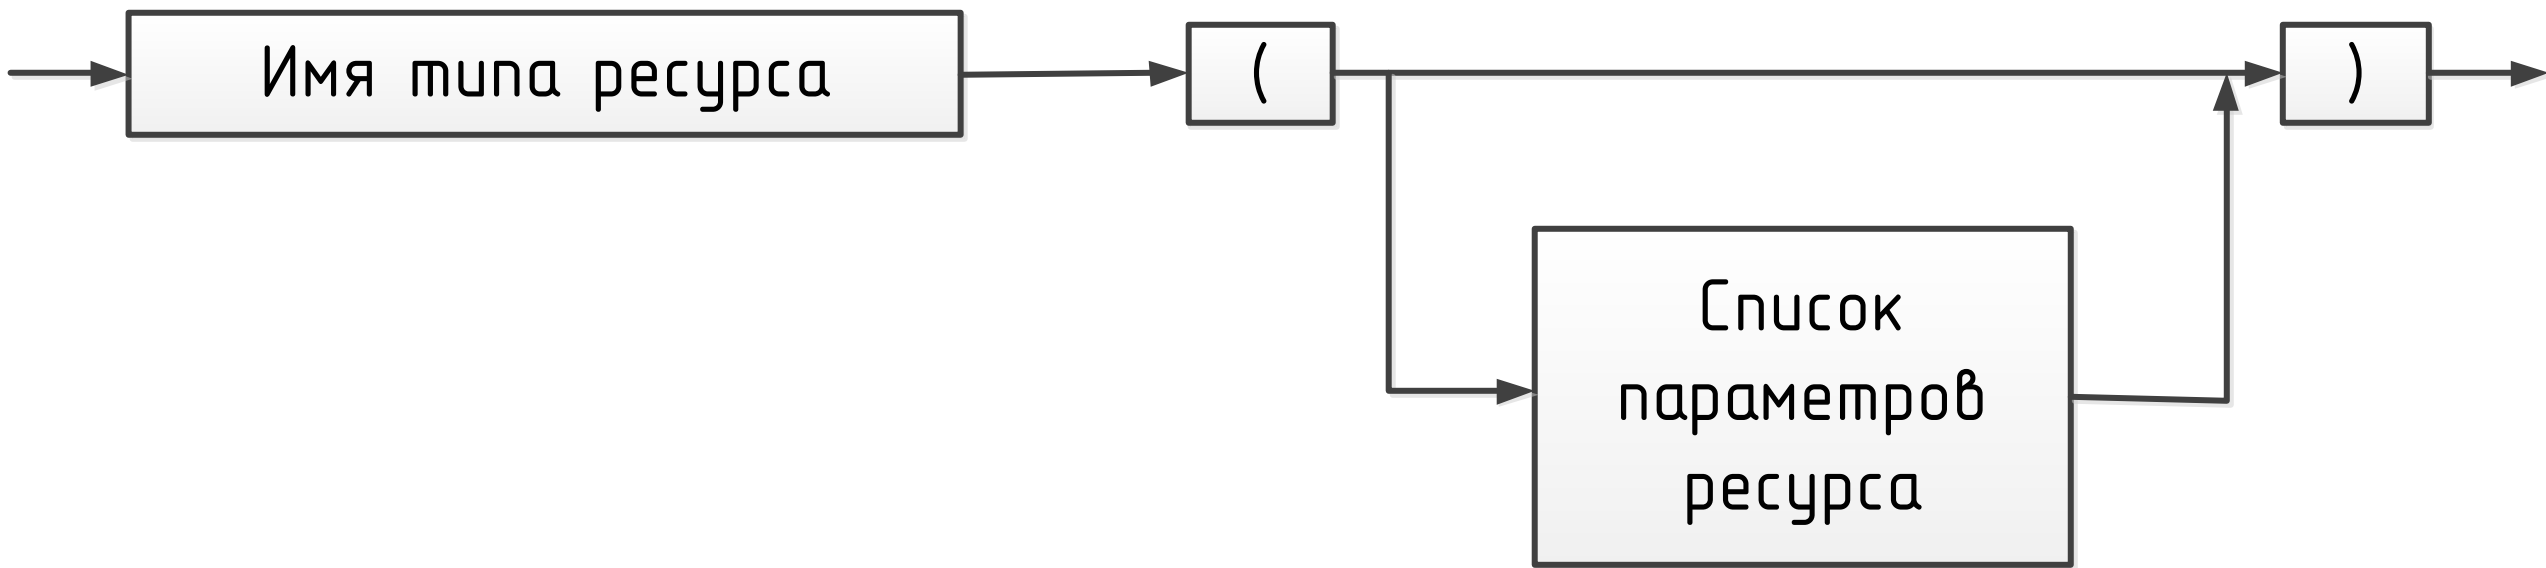 Имя типа ресурса
(
)
Список
параметров
ресурса